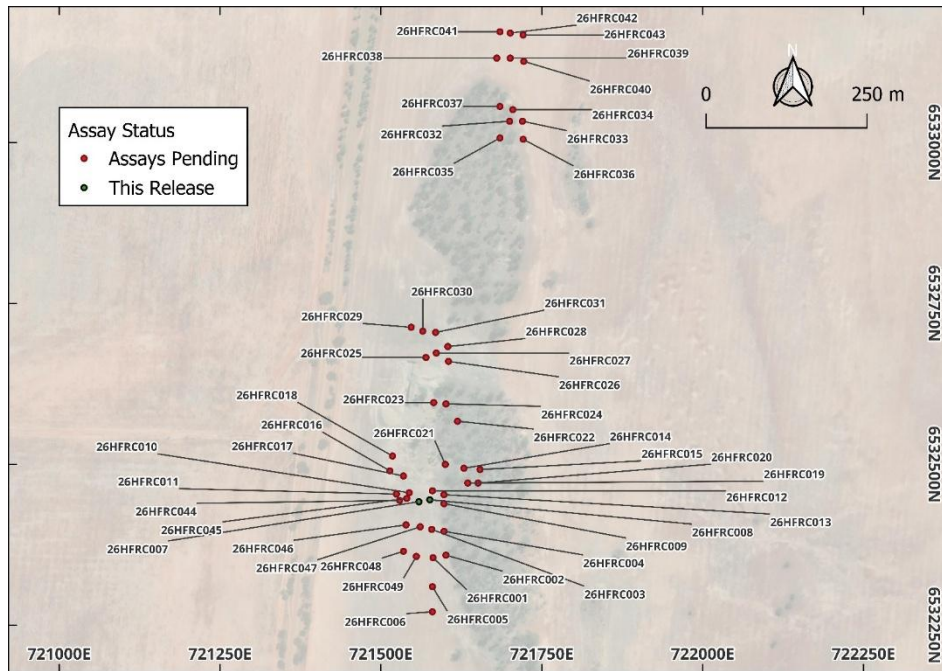 26HFRC042
26HFRC041
26HFRC043
N
26HFRC038
26HFRC039
0
250 m
26HFRC040
26HFRC037
26HFRC034
Assay Status
Assays Pending
This Release
26HFRC032
26HFRC033
6533000N
26HFRC035
26HFRC036
26HFRC030
26HFRC031
26HFRC029
26HFRC028
6532750N
26HFRC025
26HFRC027
26HFRC026
26HFRC018
26HFRC023
26HFRC024
26HFRC016
26HFRC021
26HFRC022
26HFRC014
26HFRC010
26HFRC017
26HFRC015
26HFRC020
6532500N
26HFRC019
26HFRC011
26HFRC012
26HFRC044
26HFRC013
26HFRC045
26HFRC008
26HFRC007
26HFRC046
26HFRC009
26HFRC047
26HFRC048
26HFRC004
26HFRC002
26HFRC049
26HFRC001
26HFRC003
26HFRC006
26HFRC005
6532250N
721000E
721250E
721500E
721750E
722000E
722250E